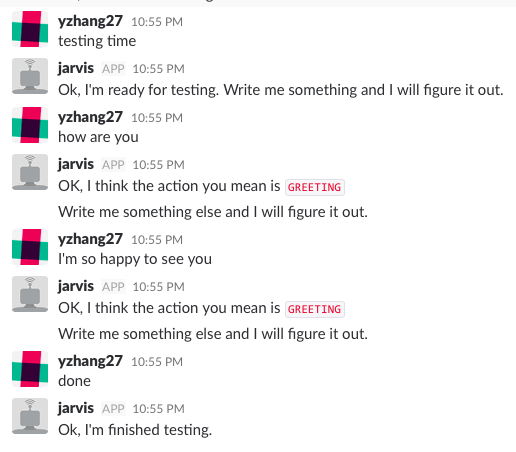 yzhang27 10:55 PM
testing time
jarvis APP 10:55 PM
Ok, I'm ready for testing. Write me something and I will figure it out.
yzhang27 10:55 PM
how are you
jarvis APP 10:55 PM
OK, I think the action you mean is GREETING
Write me something else and I will figure it out.
yzhang27 10:55 PM
I'm so happy to see you
jarvis APP 10:55 PM
OK, I think the action you mean is GREETING
Write me something else and I will figure it out.
yzhang27 10:55 PM
done
jarvis APP 10:55 PM
Ok, I'm finished testing.